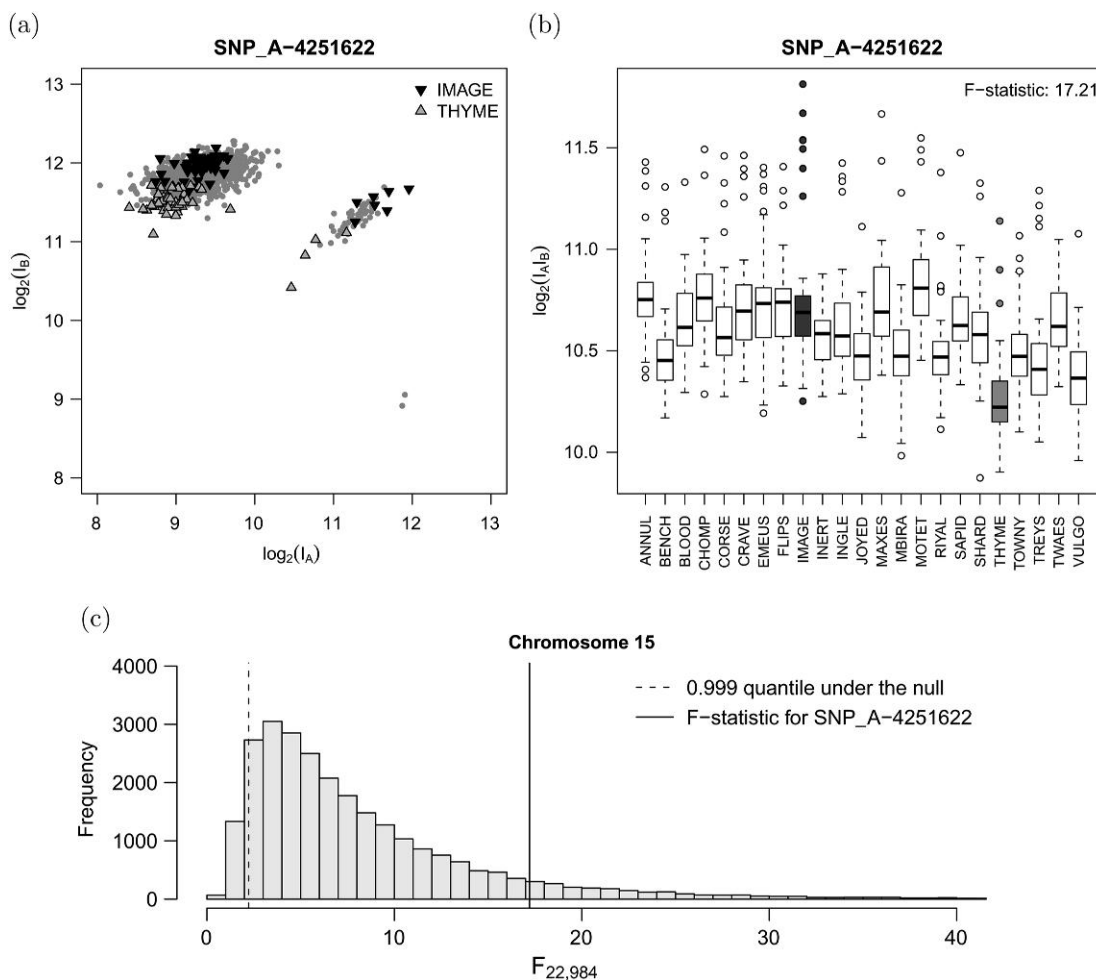 (a)
SNP_A−4251622
IMAGE
THYME
13
12
11
10
9
8
log2(IB)
8 9 10 11 12 13
log2(IA)
(b)
SNP_A−4251622
F−statistic: 17.21
11.5
11.0
10.5
10.0
log2(IAIB)
ANNUL
BENCH
BLOOD
CHOMP
CORSE
CRAVE
EMEUS
FLIPS
IMAGE
INERT
INGLE
JOYED
MAXES
MBIRA
MOTET
RIYAL
SAPID
SHARD
THYME
TOWNY
TREYS
TWAES
VULGO
(c)
Chromosome 15
0.999 quantile under the null
F−statistic for SNP_A−4251622
4000
3000
2000
1000
0
Frequency
0 10 20 30 40
F22,984